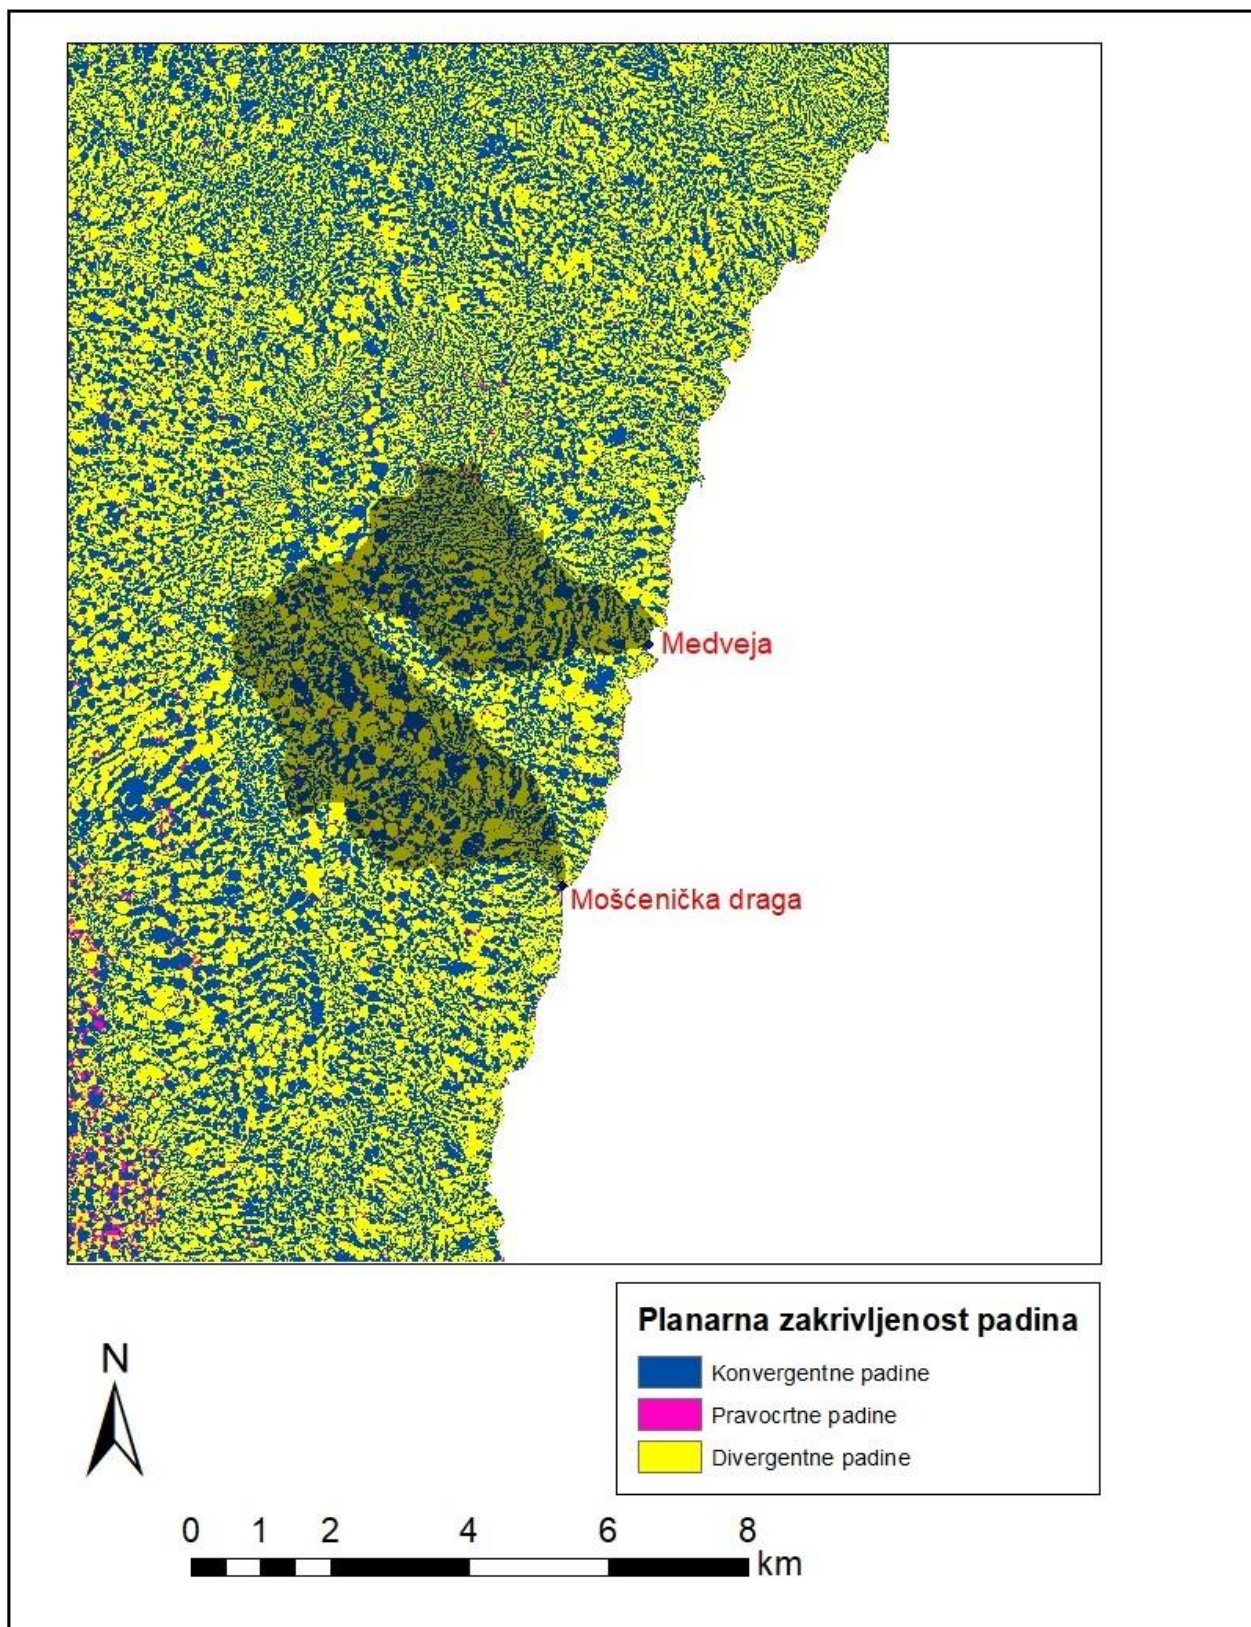 Medveja
Mošćenička draga
Planarna zakrivljenost padina
Konvergentne padine
Pravocrtne padine
Divergentne padine
N
0 1 2 4 6 8
km